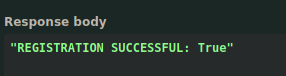 Response body
"REGISTRATION SUCCESSFUL: True"